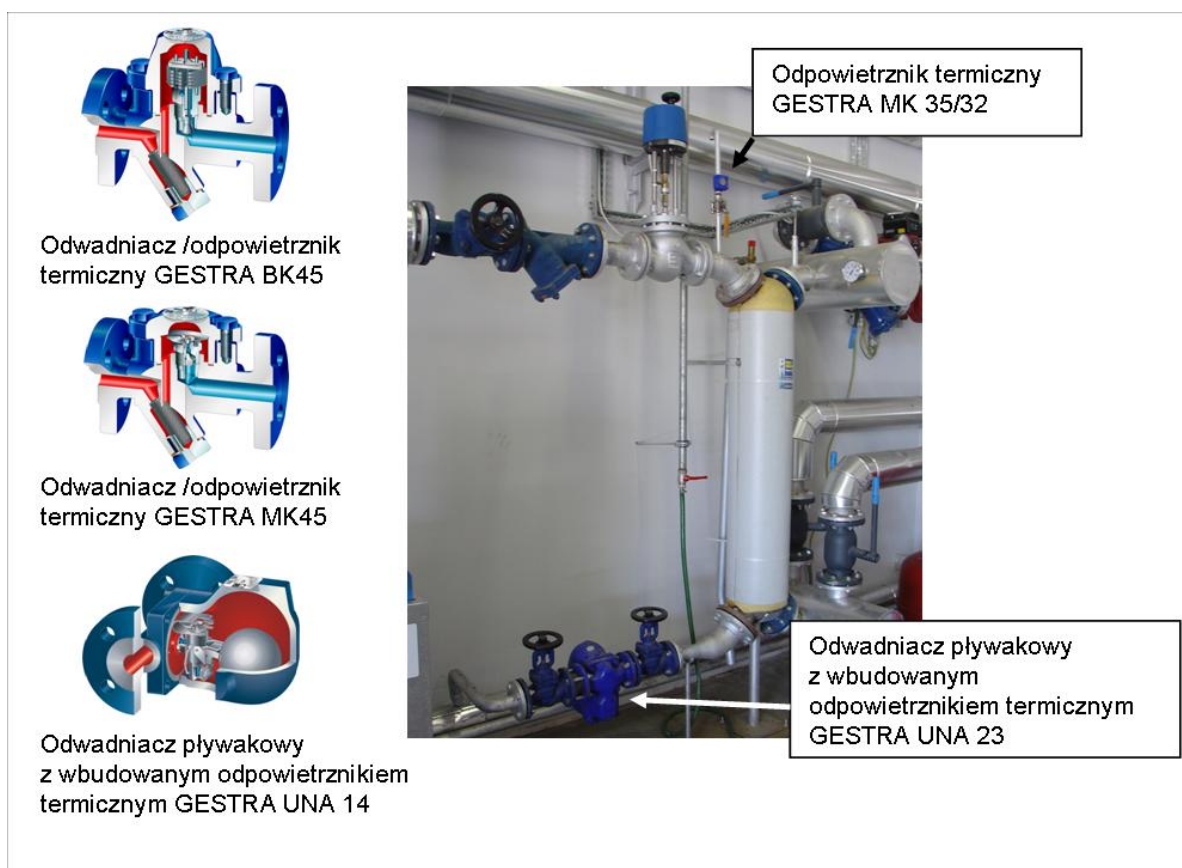 Odwadniacz /odpowietrznik
termiczny GESTRA BK45
Odwadniacz /odpowietrznik
termiczny GESTRA MK45
Odwadniacz pływakowy
z wbudowanym odpowietrznikiem
termicznym GESTRA UNA 14
Odpowietrznik termiczny
GESTRA MK 35/32
Odwadniacz pływakowy
z wbudowanym
odpowietrznikiem termicznym
GESTRA UNA 23